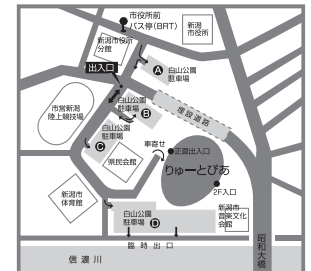 市役所前
バス停(BRT)
新潟
市役所
新潟市役所
分館
出入口
A
白山公園
駐車場
白山公園
駐車場
B
埋設道路
市営新潟
陸上競技場
白山公園
駐車場
C
車寄せ
正面出入口
県民会館
りゅーとぴあ
2F入口
新潟市
体育館
白山公園
駐車場
D
新潟市
音楽文化
会館
臨時出口
信濃川
昭和大橋